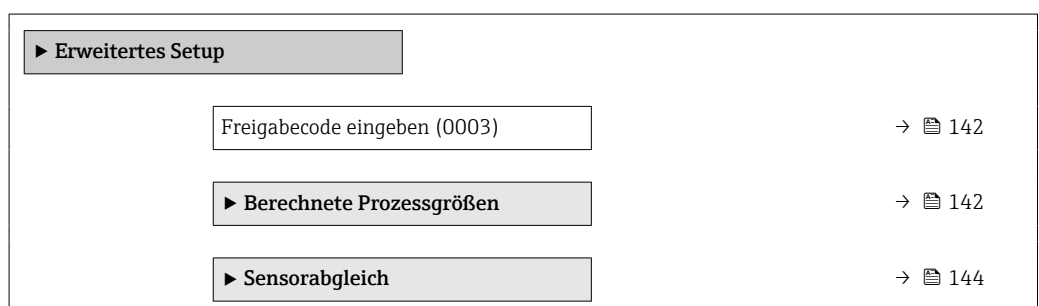 ▶ Erweitertes Setup
Freigabecode eingeben (0003) → 142
▶ Berechnete Prozessgrößen → 142
▶ Sensorabgleich → 144